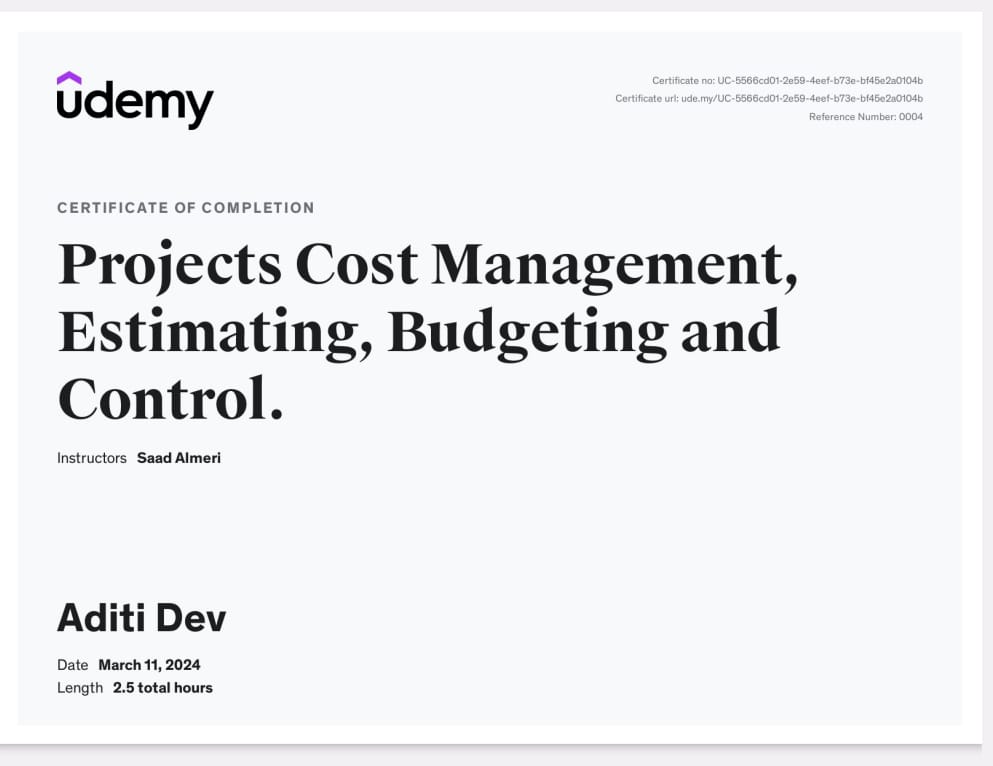 udemy
Certificate no: UC-5566cd01-2e59-4eef-b73e-bf45e2a0104b
Certificate url: ude.my/UC-5566cd01-2e59-4eef-b73e-bf45e2a0104b
Reference Number: 0004
CERTIFICATE OF COMPLETION
Projects Cost Management,
Estimating, Budgeting and
Control.
Instructors Saad Almeri
Aditi Dev
Date March 11, 2024
Length 2.5 total hours